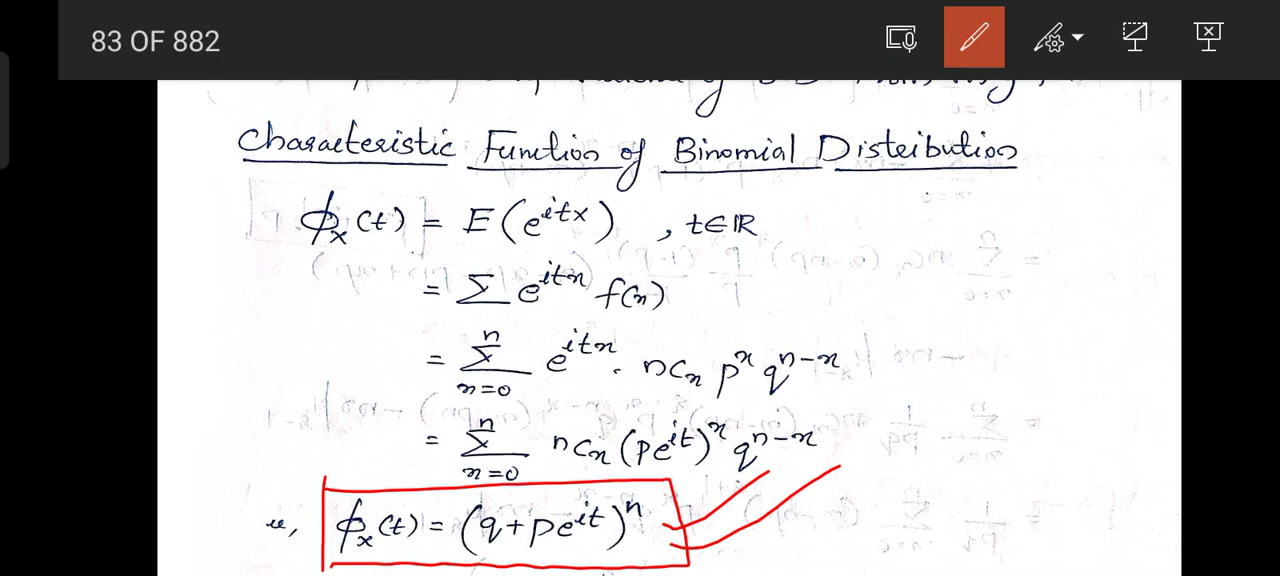 83 OF 882
Characteristic Function of Binomial Distribution
ϕₓ(t) = E(e^{itx}) , t∈ℝ
= Σ e^{itx} f(x)
= Σ_{x=0}^{n} e^{itx} . nCₓ p^x q^{n-x}
= Σ_{x=0}^{n} nCₓ (pe^{it})^x q^{n-x}
ie, ϕₓ(t) = (q+pe^{it})^n